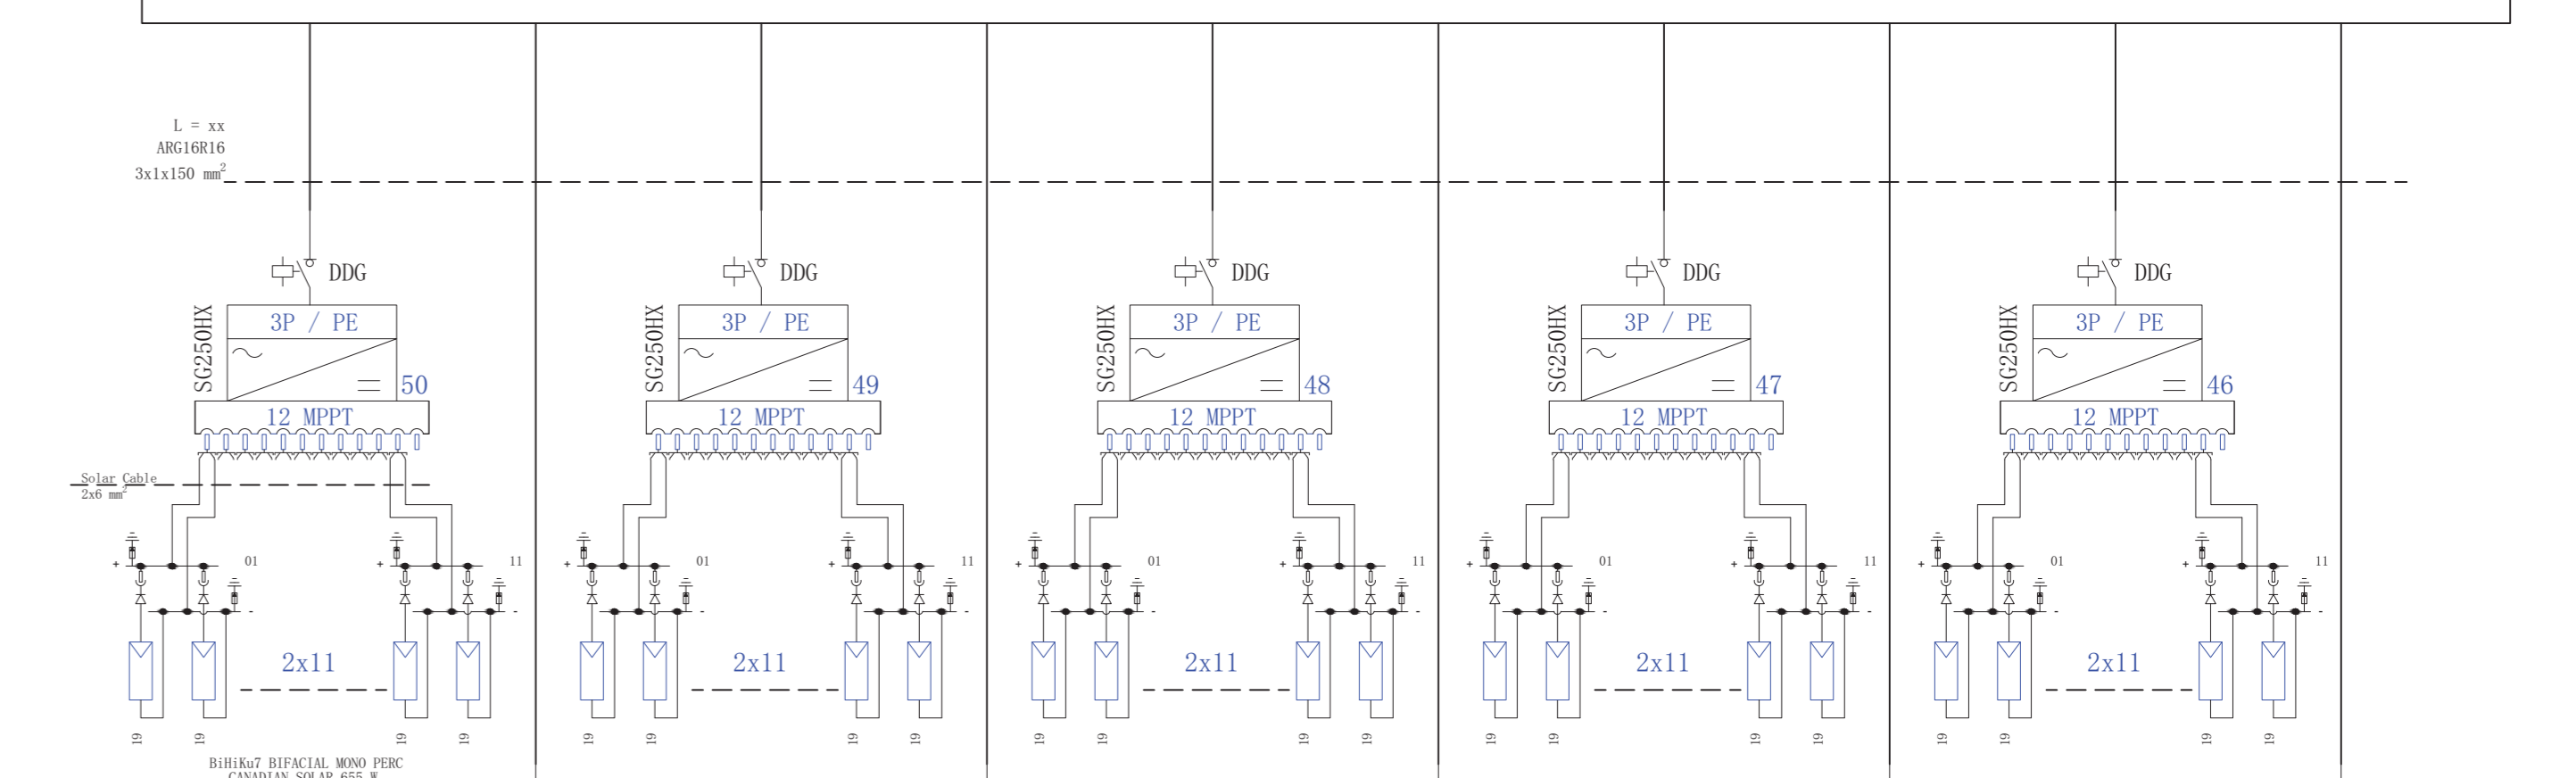 L = xx
ARG16R16
3x1x150 mm²
DDG
DDG
DDG
DDG
DDG
SG250HX
3P / PE
50
12 MPPT
SG250HX
3P / PE
49
12 MPPT
SG250HX
3P / PE
48
12 MPPT
SG250HX
3P / PE
47
12 MPPT
SG250HX
3P / PE
46
12 MPPT
Solar Cable
2x6 mm²
+ 01 - + 11 -
+ 01 - + 11 -
+ 01 - + 11 -
+ 01 - + 11 -
+ 01 - + 11 -
2x11
2x11
2x11
2x11
2x11
19 19 19 19
19 19 19 19
19 19 19 19
19 19 19 19
19 19 19 19
BiHiKu7 BIFACIAL MONO PERC
CANADIAN SOLAR 655 W